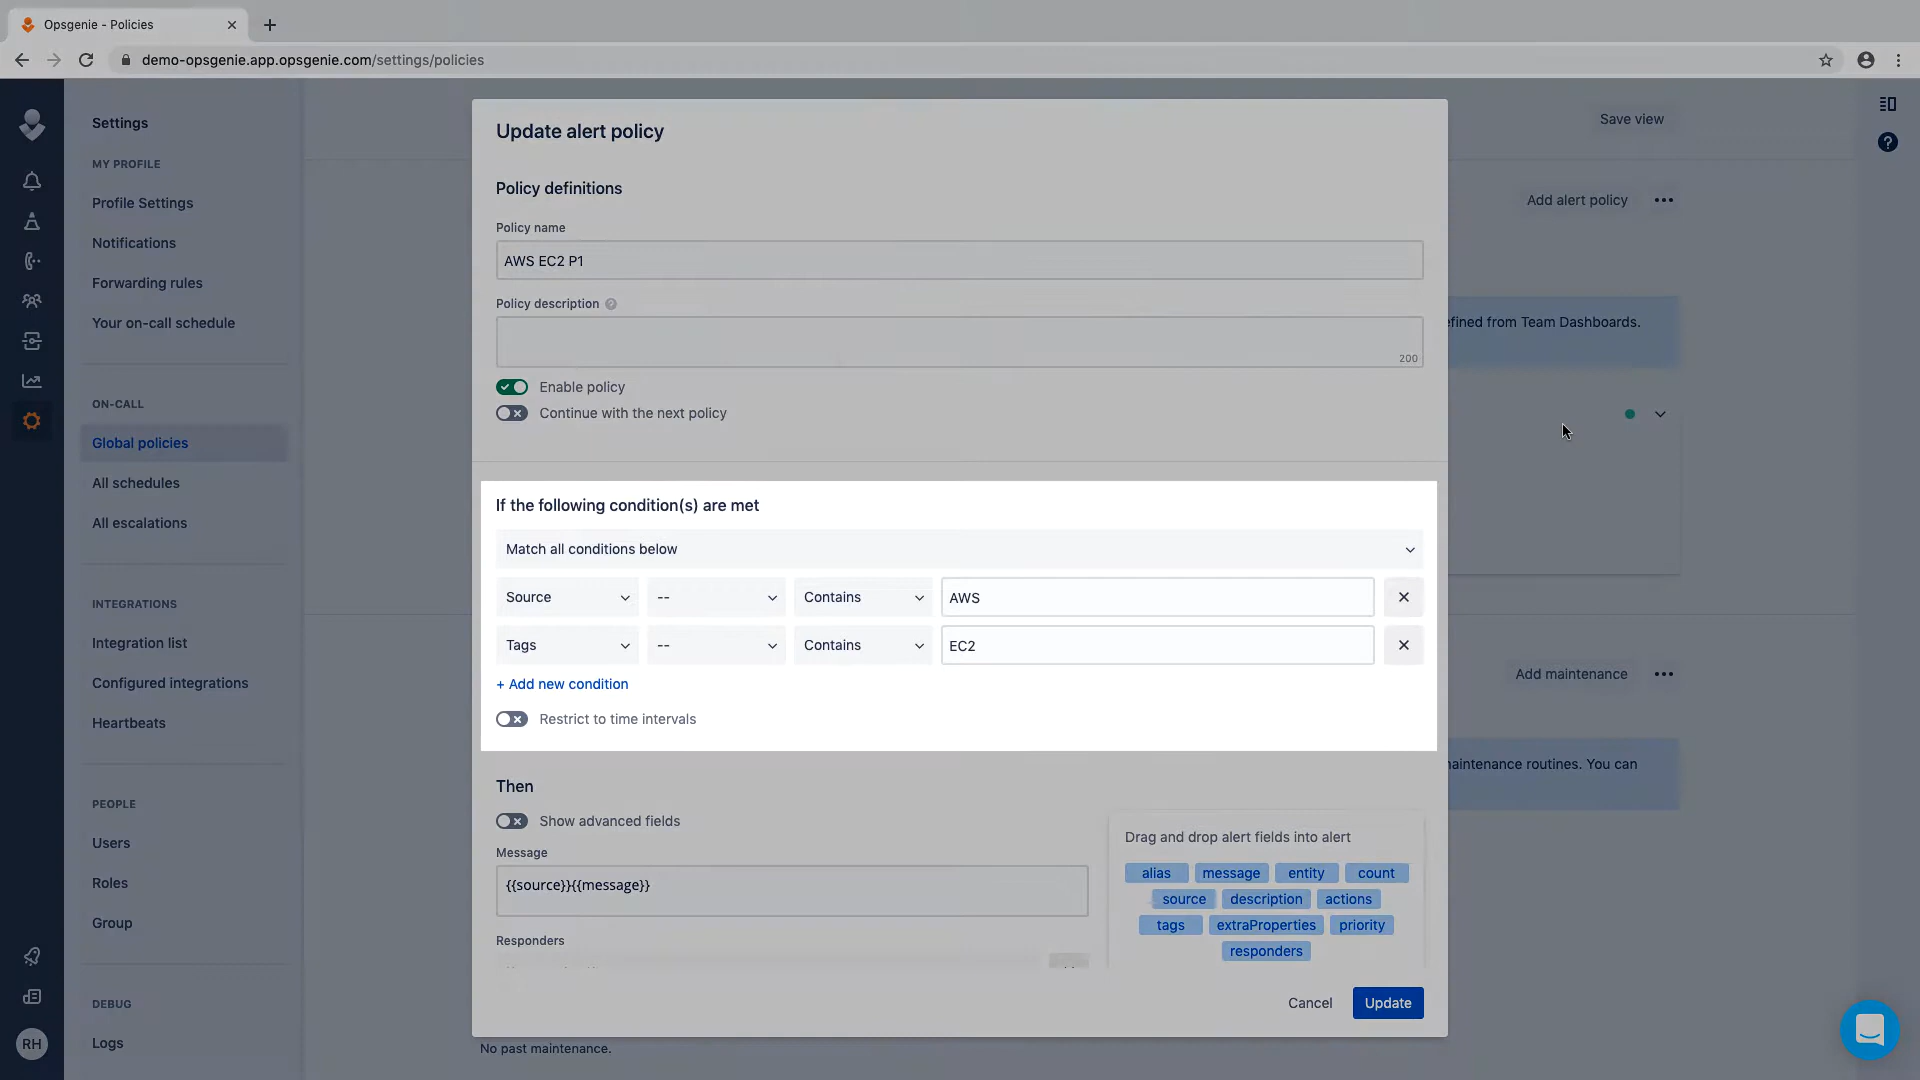 Opsgenie - Policies
demo-opsgenie.app.opsgenie.com/settings/policies
Settings
MY PROFILE
Profile Settings
Notifications
Forwarding rules
Your on-call schedule
ON-CALL
Global policies
All schedules
All escalations
INTEGRATIONS
Integration list
Configured integrations
Heartbeats
PEOPLE
Users
Roles
Group
DEBUG
Logs
RH
Update alert policy
Policy definitions
Policy name
AWS EC2 P1
Policy description
200
Enable policy
Continue with the next policy
If the following condition(s) are met
Match all conditions below
Source -- Contains AWS
Tags -- Contains EC2
+ Add new condition
Restrict to time intervals
Then
Show advanced fields
Message
{{source}}{{message}}
Responders
Drag and drop alert fields into alert
alias message entity count
source description actions
tags extraProperties priority
responders
Cancel Update
No past maintenance.
Save view
Add alert policy
from Team Dashboards.
Add maintenance
routines. You can